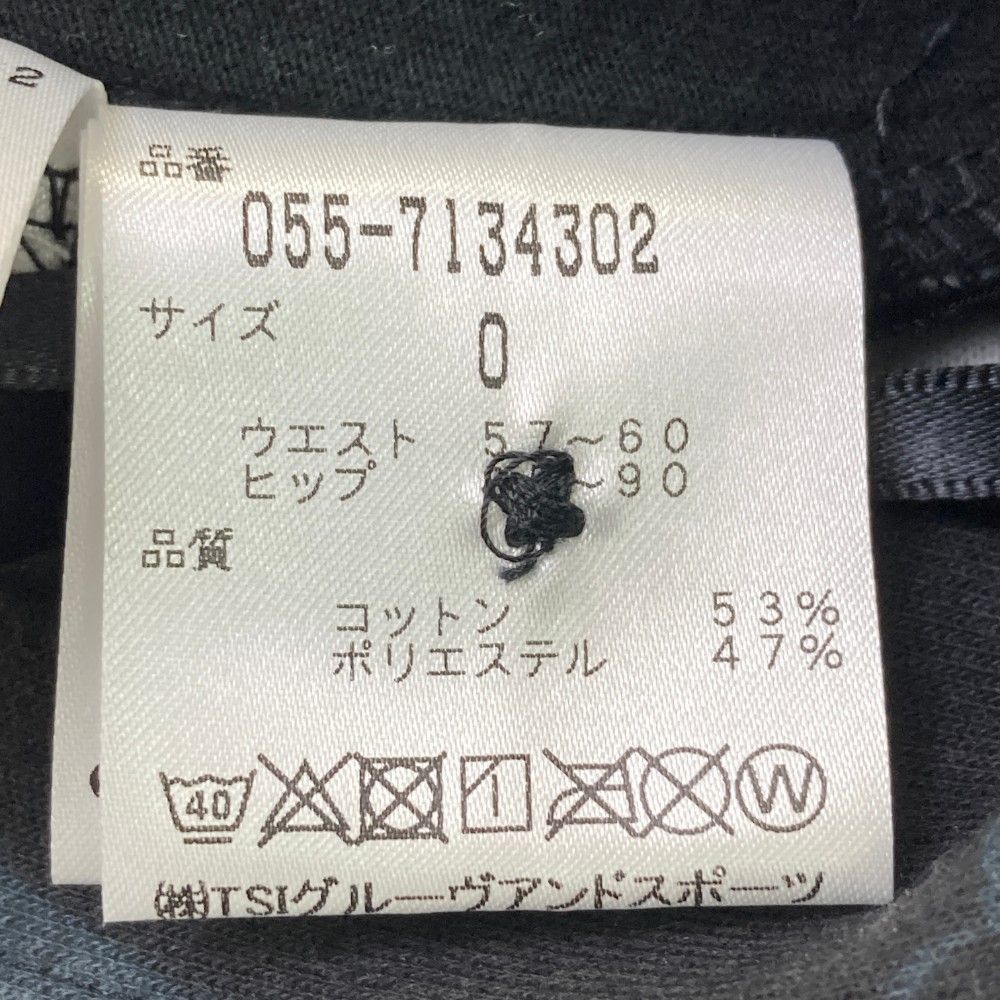 2
品番
055-7134302
サイズ
0
ウエスト 57~60
ヒップ ~90
品質
コットン 53%
ポリエステル 47%
40
W
㈱TSIグルーヴアンドスポーツ